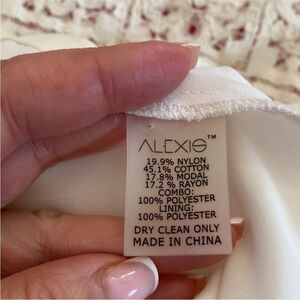 ALEXIS™
19.9% NYLON
45.1% COTTON
17.8% MODAL
17.2 % RAYON
COMBO:
100% POLYESTER
LINING:
100% POLYESTER
DRY CLEAN ONLY
MADE IN CHINA